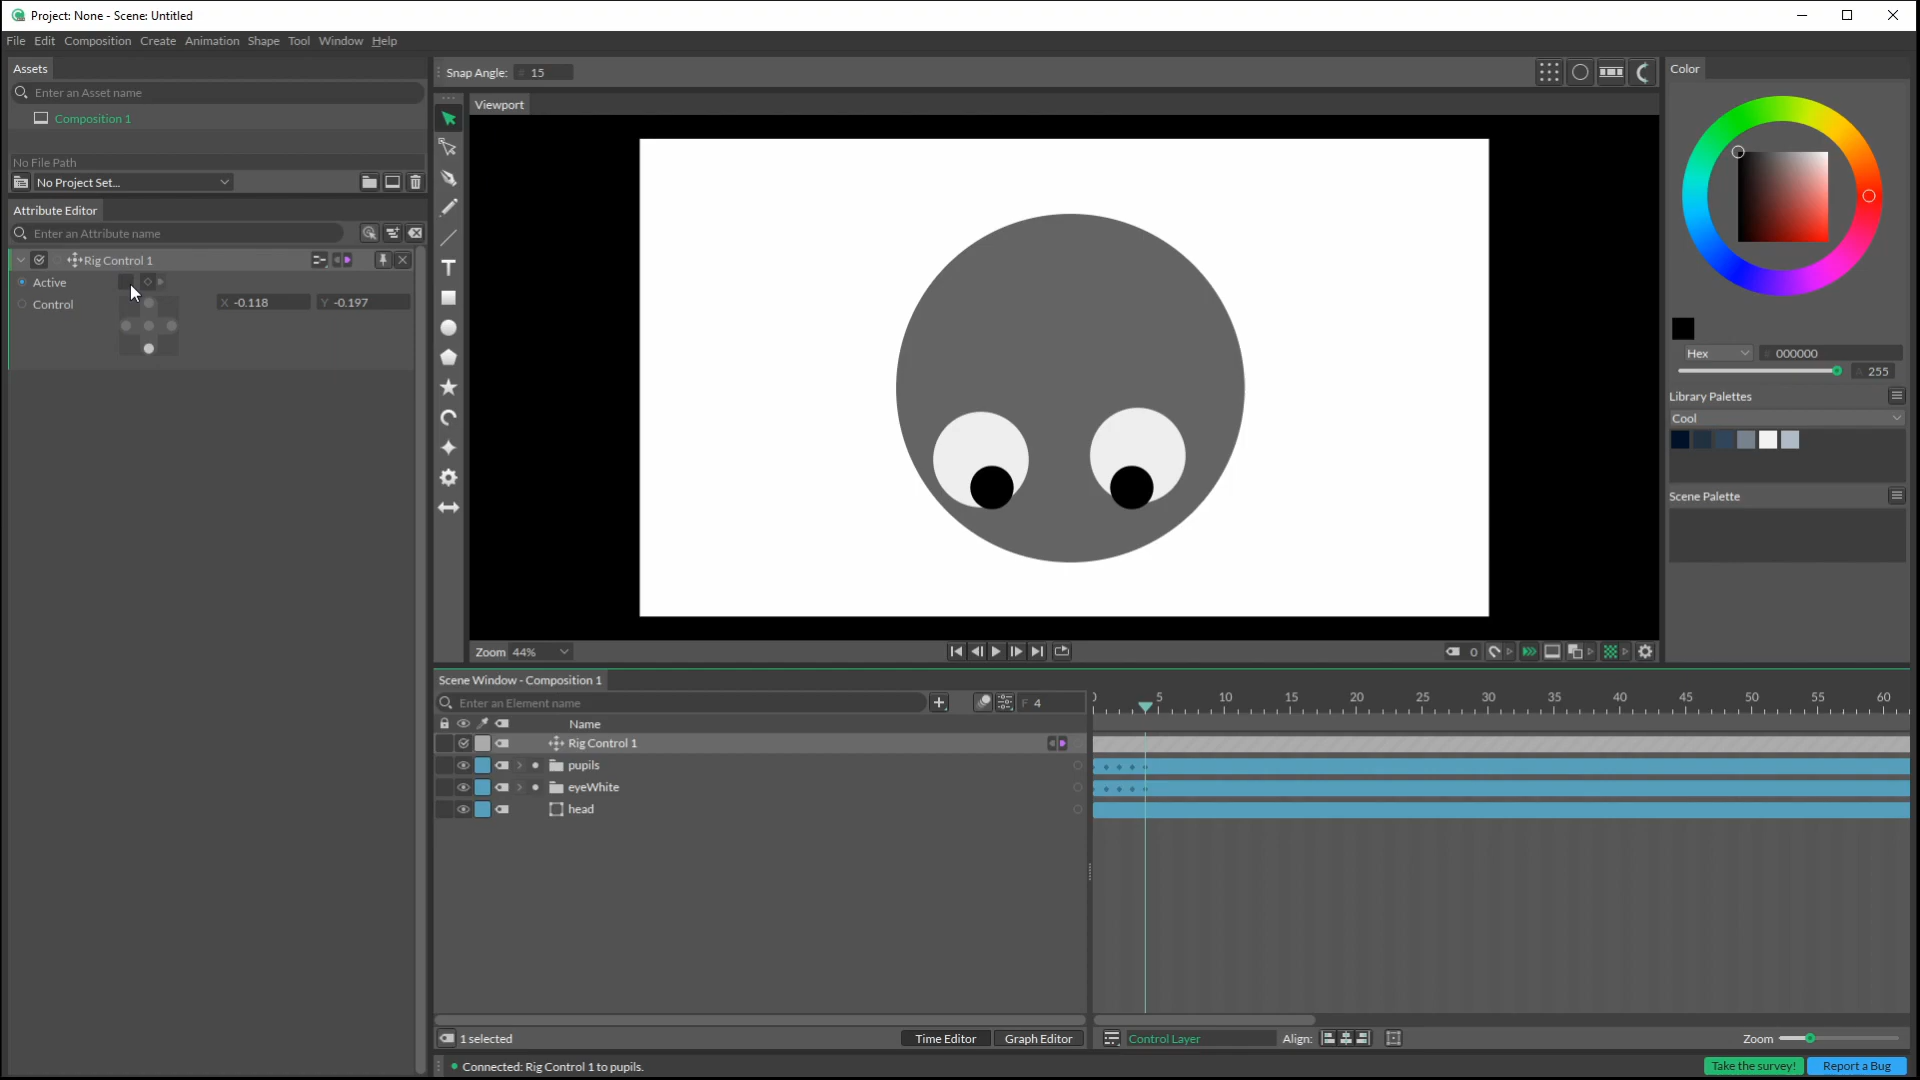 Project: None - Scene: Untitled
File Edit Composition Create Animation Shape Tool Window Help
Assets
Enter an Asset name
Composition 1
No File Path
No Project Set...
Attribute Editor
Enter an Attribute name
Rig Control 1
Active
Control X -0.118 Y -0.197
Snap Angle: 15
Viewport
Zoom 44%
0
Color
Hex 000000
A 255
Library Palettes
Cool
Scene Palette
Scene Window - Composition 1
Enter an Element name F 4
0 5 10 15 20 25 30 35 40 45 50 55 60
Name
Rig Control 1
pupils
eyeWhite
head
1 selected Time Editor Graph Editor Control Layer Align: Zoom
Connected: Rig Control 1 to pupils. Take the survey! Report a Bug